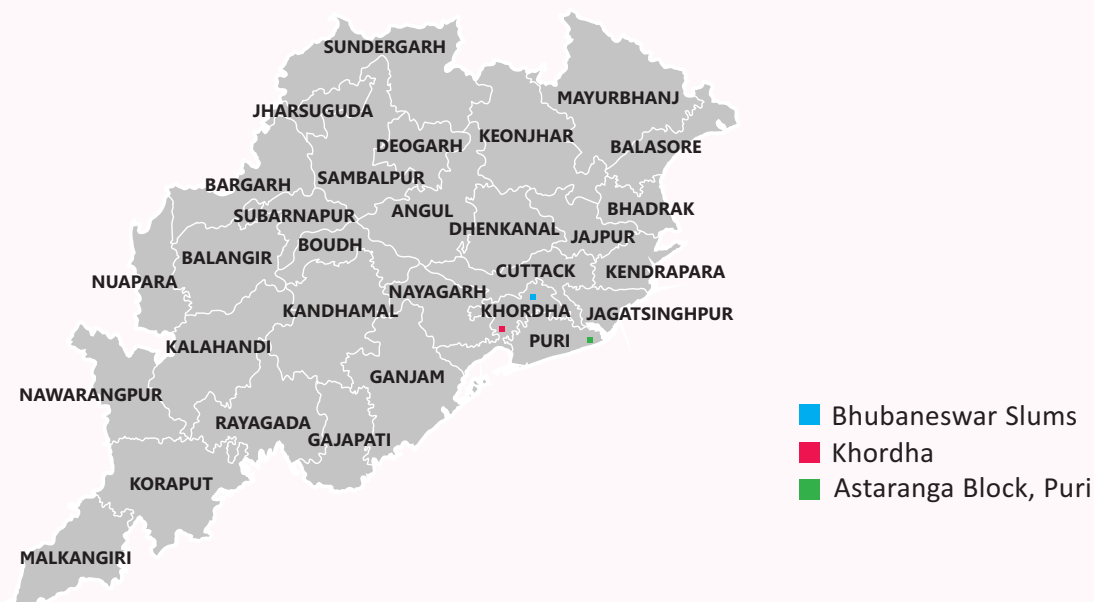 SUNDERGARH
MAYURBHANJ
JHARSUGUDA
KEONJHAR
DEOGARH
BALASORE
SAMBALPUR
BARGARH
ANGUL
BHADRAK
SUBARNAPUR
DHENKANAL
JAJPUR
BOUDH
BALANGIR
CUTTACK
KENDRAPARA
NUAPARA
NAYAGARH
KANDHAMAL
KHORDHA
JAGATSINGHPUR
PURI
KALAHANDI
GANJAM
NAWARANGPUR
RAYAGADA
GAJAPATI
KORAPUT
MALKANGIRI
Bhubaneswar Slums
Khordha
Astaranga Block, Puri